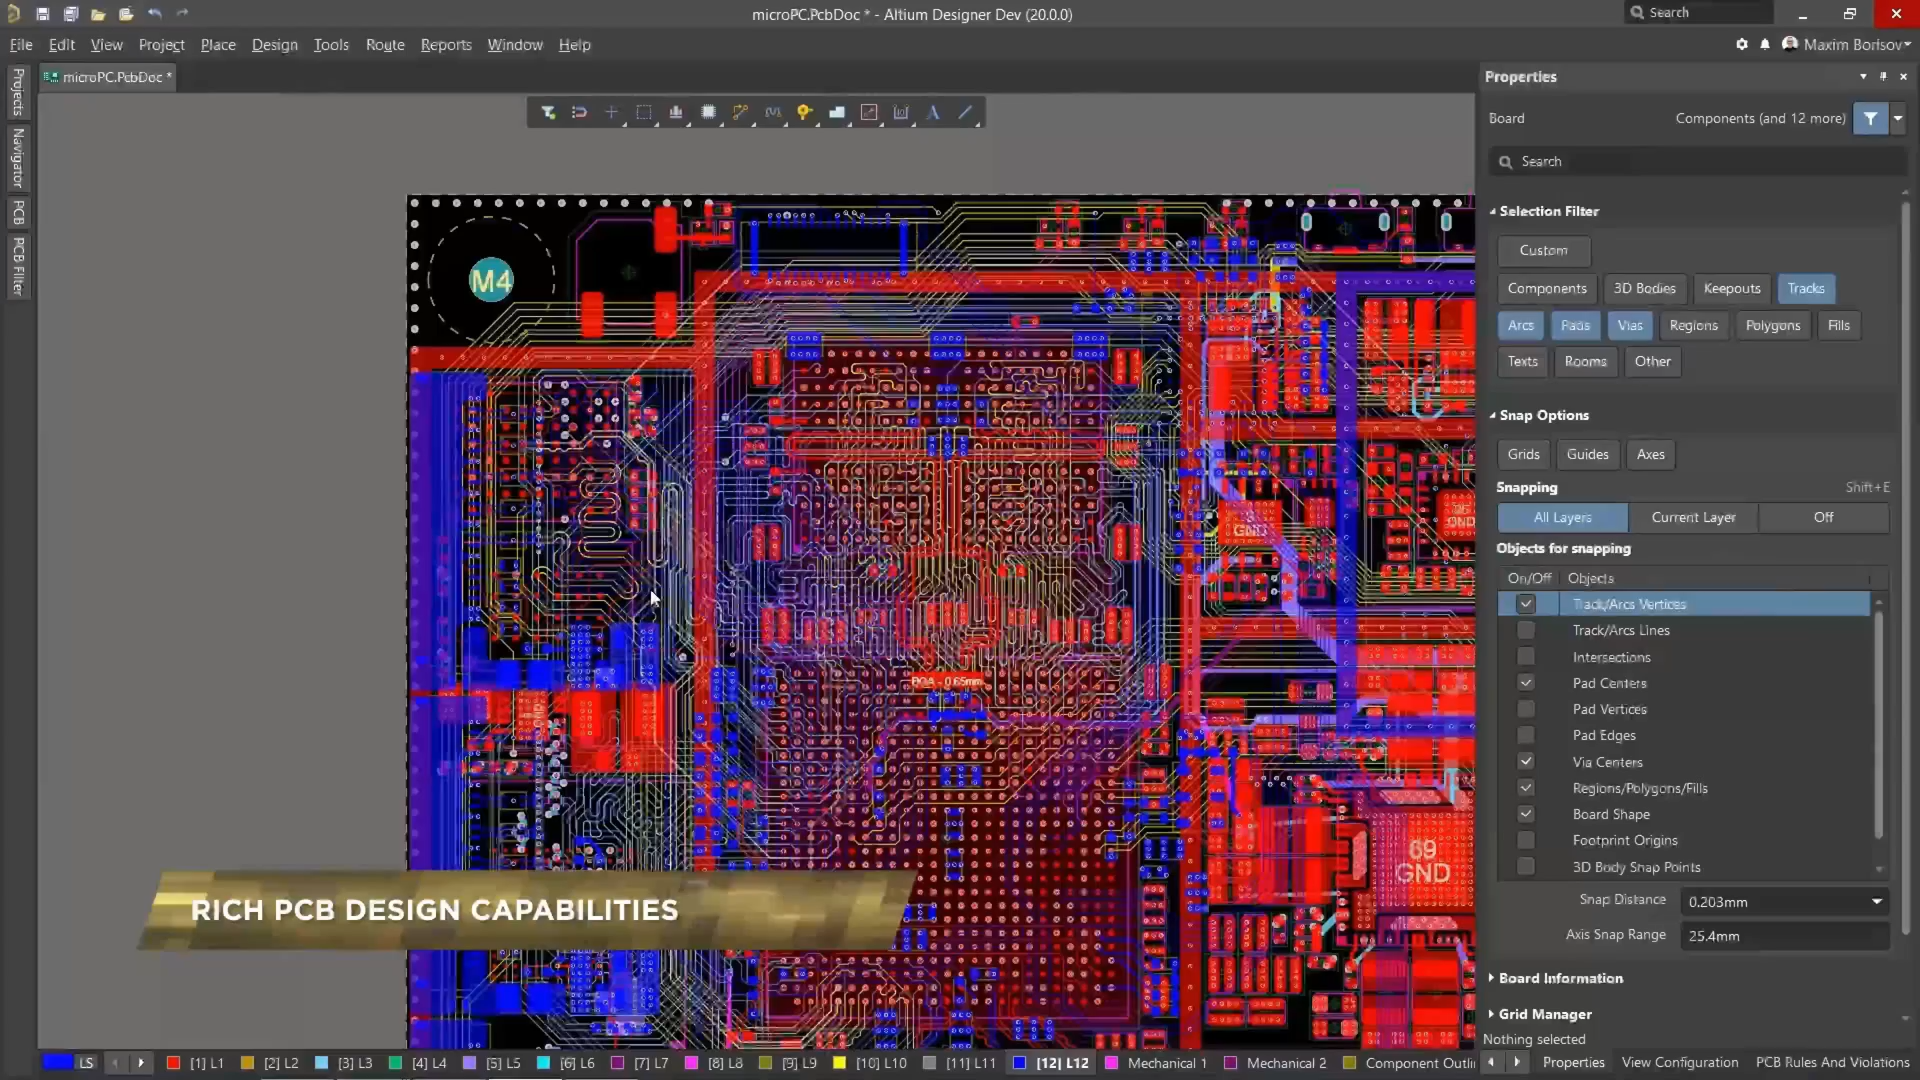 microPC.PcbDoc * - Altium Designer Dev (20.0.0)
Search
File Edit View Project Place Design Tools Route Reports Window Help
Maxim Borisov
microPC.PcbDoc *
Projects
Navigator
PCB
PCB Filter
M4
BGA - 0.65mm
GND
GND
69
GND
RICH PCB DESIGN CAPABILITIES
Properties
Board Components (and 12 more)
Search
Selection Filter
Custom
Components 3D Bodies Keepouts Tracks
Arcs Pads Vias Regions Polygons Fills
Texts Rooms Other
Snap Options
Grids Guides Axes
Snapping Shift+E
All Layers Current Layer Off
Objects for snapping
On/Off Objects
Track/Arcs Vertices
Track/Arcs Lines
Intersections
Pad Centers
Pad Vertices
Pad Edges
Via Centers
Regions/Polygons/Fills
Board Shape
Footprint Origins
3D Body Snap Points
Snap Distance 0.203mm
Axis Snap Range 25.4mm
Board Information
Grid Manager
Nothing selected
LS [1] L1 [2] L2 [3] L3 [4] L4 [5] L5 [6] L6 [7] L7 [8] L8 [9] L9 [10] L10 [11] L11 [12] L12 Mechanical 1 Mechanical 2 Component Outli
Properties View Configuration PCB Rules And Violations